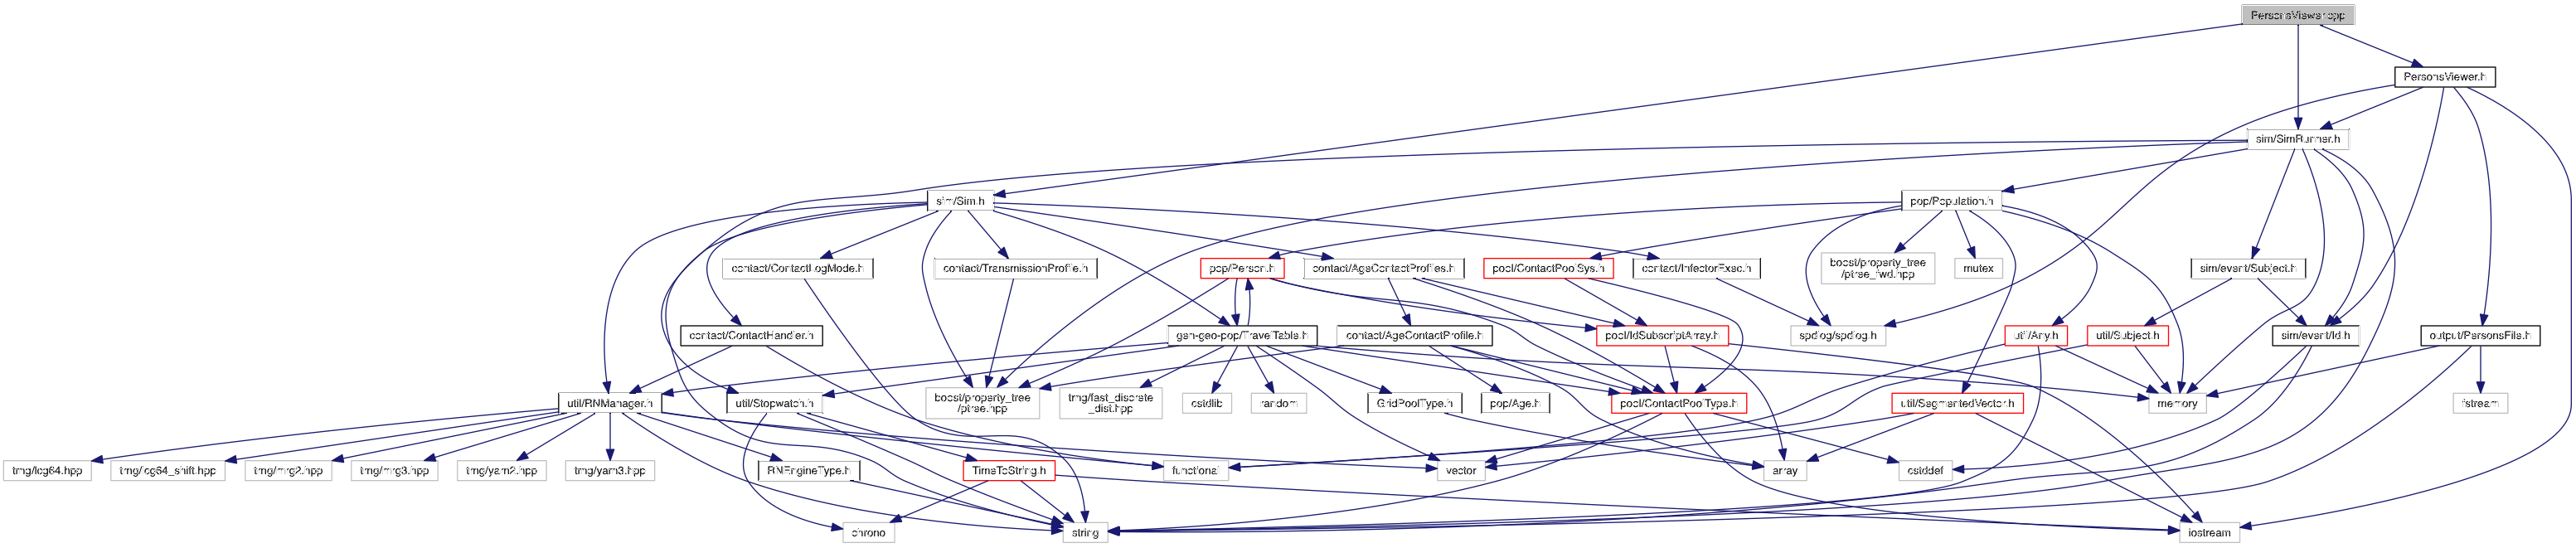 PersonsViewer.cpp
PersonsViewer.h
sim/SimRunner.h
sim/Sim.h
pop/Population.h
contact/ContactLogMode.h
contact/TransmissionProfile.h
pop/Person.h
contact/AgeContactProfiles.h
pool/ContactPoolSys.h
contact/InfectorExec.h
boost/property_tree
/ptree_fwd.hpp
mutex
sim/event/Subject.h
contact/ContactHandler.h
gen-geo-pop/TravelTable.h
contact/AgeContactProfile.h
pool/IdSubscriptArray.h
spdlog/spdlog.h
util/Any.h
util/Subject.h
sim/event/Id.h
output/PersonsFile.h
util/RNManager.h
util/Stopwatch.h
boost/property_tree
/ptree.hpp
trng/fast_discrete
_dist.hpp
cstdlib
random
GridPoolType.h
pop/Age.h
pool/ContactPoolType.h
util/SegmentedVector.h
memory
fstream
trng/lcg64.hpp
trng/lcg64_shift.hpp
trng/mrg2.hpp
trng/mrg3.hpp
trng/yarn2.hpp
trng/yarn3.hpp
RNEngineType.h
TimeToString.h
functional
vector
array
cstddef
chrono
string
iostream